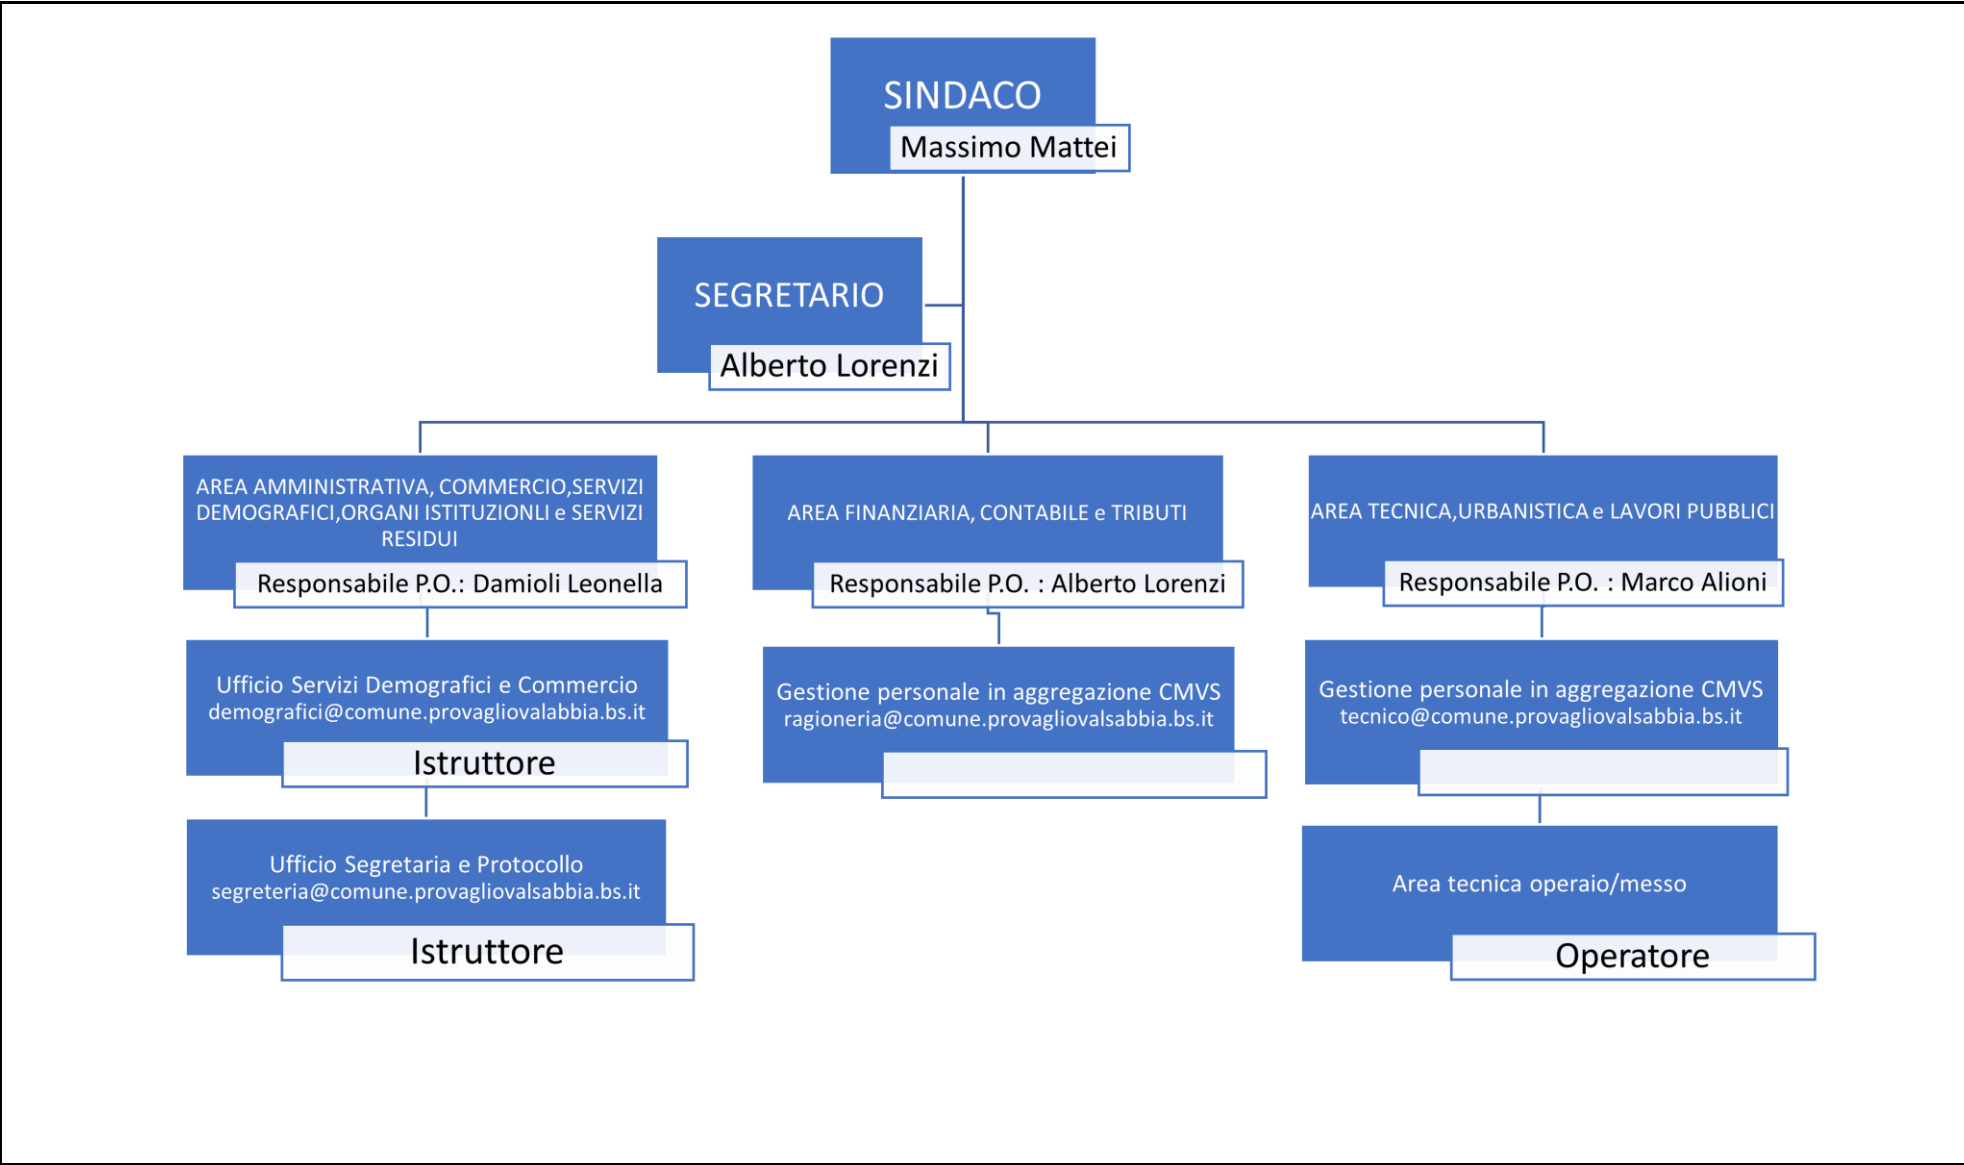 SINDACO
Massimo Mattei
SEGRETARIO
Alberto Lorenzi
AREA AMMINISTRATIVA, COMMERCIO,SERVIZI
DEMOGRAFICI,ORGANI ISTITUZIONLI e SERVIZI
RESIDUI
Responsabile P.O.: Damioli Leonella
Ufficio Servizi Demografici e Commercio
demografici@comune.provagliovalabbia.bs.it
Istruttore
Ufficio Segretaria e Protocollo
segreteria@comune.provagliovalsabbia.bs.it
Istruttore
AREA FINANZIARIA, CONTABILE e TRIBUTI
Responsabile P.O. : Alberto Lorenzi
Gestione personale in aggregazione CMVS
ragioneria@comune.provagliovalsabbia.bs.it
AREA TECNICA,URBANISTICA e LAVORI PUBBLICI
Responsabile P.O. : Marco Alioni
Gestione personale in aggregazione CMVS
tecnico@comune.provagliovalsabbia.bs.it
Area tecnica operaio/messo
Operatore